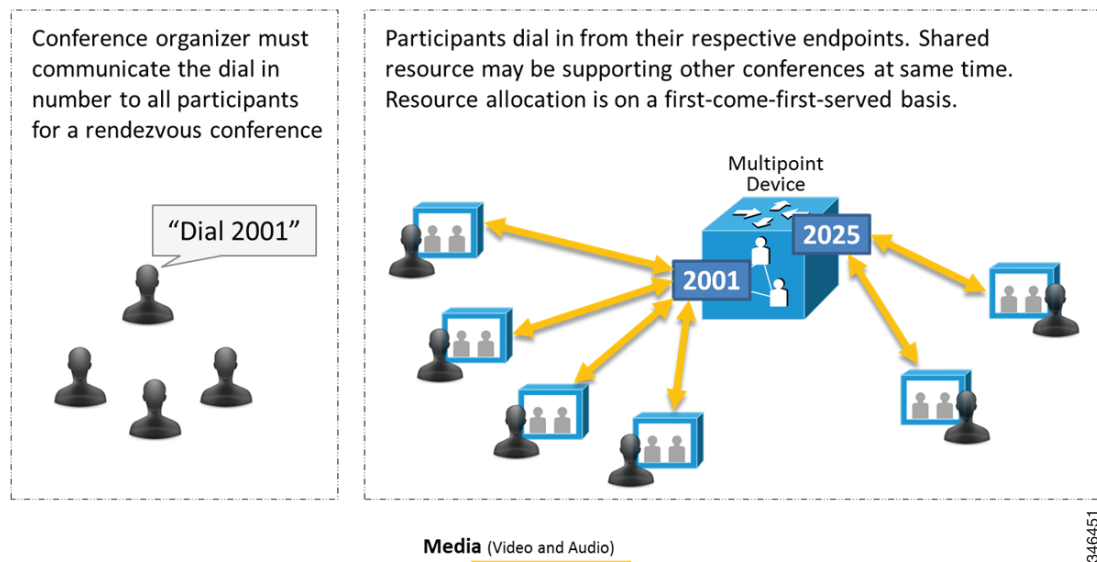 Conference organizer must
communicate the dial in
number to all participants
for a rendezvous conference
“Dial 2001”
Participants dial in from their respective endpoints. Shared
resource may be supporting other conferences at same time.
Resource allocation is on a first-come-first-served basis.
Multipoint
Device
2025
2001
Media (Video and Audio)
346451